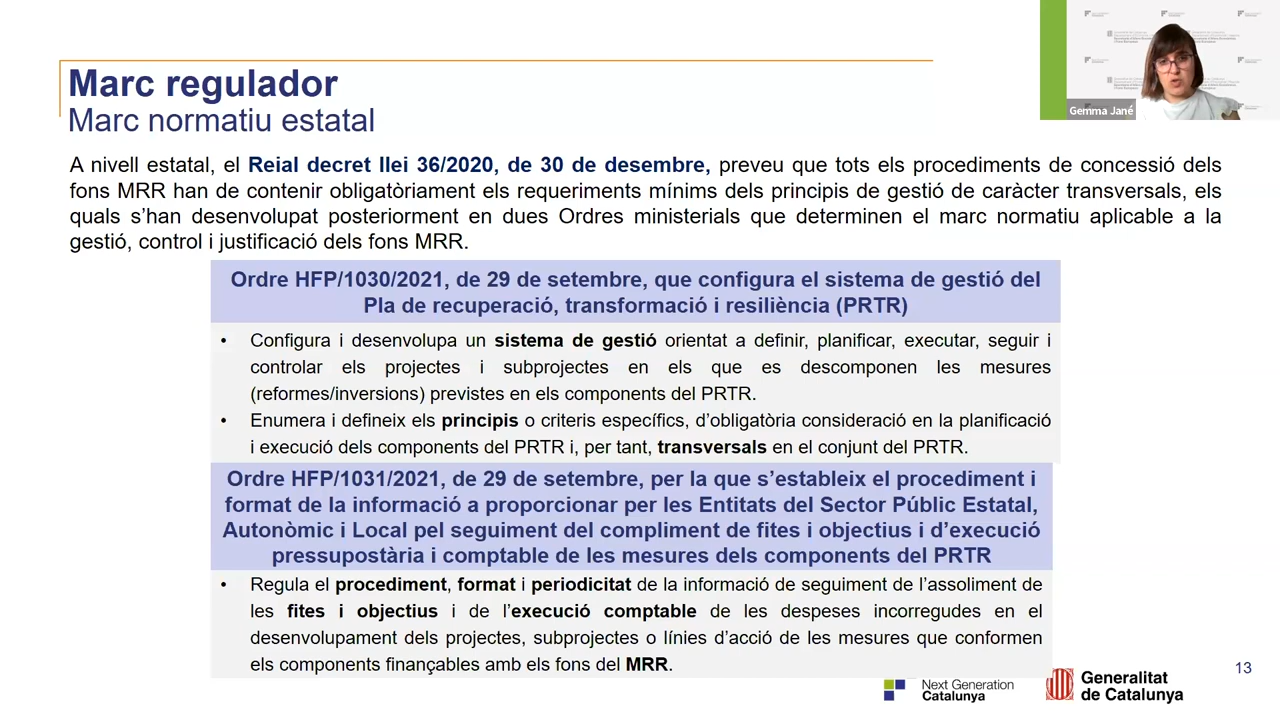 Marc regulador
Marc normatiu estatal
Gemma Jané
A nivell estatal, el Reial decret llei 36/2020, de 30 de desembre, preveu que tots els procediments de concessió dels
fons MRR han de contenir obligatòriament els requeriments mínims dels principis de gestió de caràcter transversals, els
quals s’han desenvolupat posteriorment en dues Ordres ministerials que determinen el marc normatiu aplicable a la
gestió, control i justificació dels fons MRR.
Ordre HFP/1030/2021, de 29 de setembre, que configura el sistema de gestió del
Pla de recuperació, transformació i resiliència (PRTR)
• Configura i desenvolupa un sistema de gestió orientat a definir, planificar, executar, seguir i
controlar els projectes i subprojectes en els que es descomponen les mesures
(reformes/inversions) previstes en els components del PRTR.
• Enumera i defineix els principis o criteris específics, d’obligatòria consideració en la planificació
i execució dels components del PRTR i, per tant, transversals en el conjunt del PRTR.
Ordre HFP/1031/2021, de 29 de setembre, per la que s’estableix el procediment i
format de la informació a proporcionar per les Entitats del Sector Públic Estatal,
Autonòmic i Local pel seguiment del compliment de fites i objectius i d’execució
pressupostària i comptable de les mesures dels components del PRTR
• Regula el procediment, format i periodicitat de la informació de seguiment de l’assoliment de
les fites i objectius i de l’execució comptable de les despeses incorregudes en el
desenvolupament dels projectes, subprojectes o línies d’acció de les mesures que conformen
els components finançables amb els fons del MRR.
Next Generation
Catalunya
Generalitat
de Catalunya
13